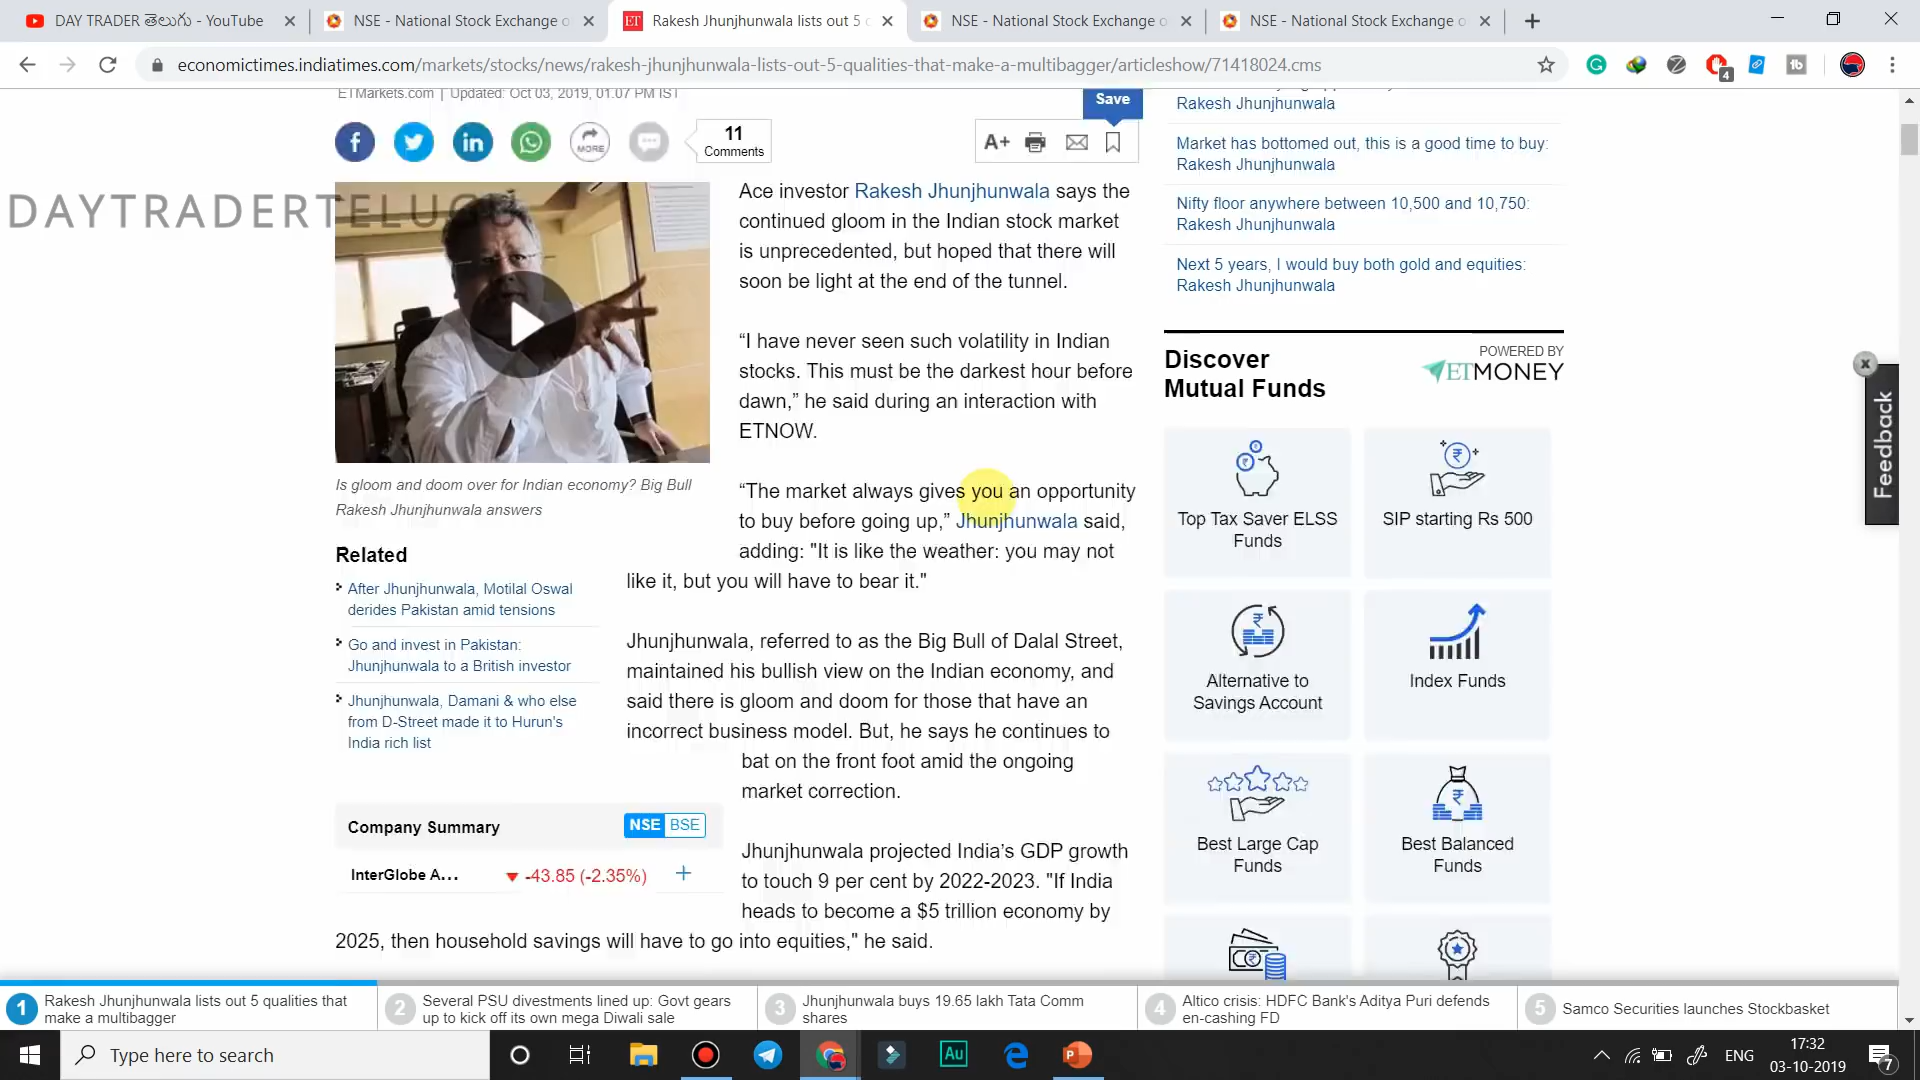 DAY TRADER తెలుగు - YouTube
NSE - National Stock Exchange o
Rakesh Jhunjhunwala lists out 5 q
NSE - National Stock Exchange o
NSE - National Stock Exchange o
economictimes.indiatimes.com/markets/stocks/news/rakesh-jhunjhunwala-lists-out-5-qualities-that-make-a-multibagger/articleshow/71418024.cms
4
ETMarkets.com | Updated: Oct 03, 2019, 01.07 PM IST
MORE
11
Comments
Save
A+
DAYTRADERTELUG
Ace investor Rakesh Jhunjhunwala says the
continued gloom in the Indian stock market
is unprecedented, but hoped that there will
soon be light at the end of the tunnel.
“I have never seen such volatility in Indian
stocks. This must be the darkest hour before
dawn,” he said during an interaction with
ETNOW.
“The market always gives you an opportunity
to buy before going up,” Jhunjhunwala said,
adding: "It is like the weather: you may not
like it, but you will have to bear it."
Is gloom and doom over for Indian economy? Big Bull
Rakesh Jhunjhunwala answers
Related
After Jhunjhunwala, Motilal Oswal
derides Pakistan amid tensions
Go and invest in Pakistan:
Jhunjhunwala to a British investor
Jhunjhunwala, Damani & who else
from D-Street made it to Hurun's
India rich list
Jhunjhunwala, referred to as the Big Bull of Dalal Street,
maintained his bullish view on the Indian economy, and
said there is gloom and doom for those that have an
incorrect business model. But, he says he continues to
bat on the front foot amid the ongoing
market correction.
Company Summary
NSE BSE
InterGlobe A...
-43.85 (-2.35%)
+
Jhunjhunwala projected India’s GDP growth
to touch 9 per cent by 2022-2023. "If India
heads to become a $5 trillion economy by
2025, then household savings will have to go into equities," he said.
Rakesh Jhunjhunwala
Market has bottomed out, this is a good time to buy:
Rakesh Jhunjhunwala
Nifty floor anywhere between 10,500 and 10,750:
Rakesh Jhunjhunwala
Next 5 years, I would buy both gold and equities:
Rakesh Jhunjhunwala
Discover
Mutual Funds
POWERED BY
ETMONEY
Top Tax Saver ELSS
Funds
SIP starting Rs 500
Alternative to
Savings Account
Index Funds
Best Large Cap
Funds
Best Balanced
Funds
Feedback
1 Rakesh Jhunjhunwala lists out 5 qualities that
make a multibagger
2 Several PSU divestments lined up: Govt gears
up to kick off its own mega Diwali sale
3 Jhunjhunwala buys 19.65 lakh Tata Comm
shares
4 Altico crisis: HDFC Bank's Aditya Puri defends
en-cashing FD
5 Samco Securities launches Stockbasket
Type here to search
Au
ENG
17:32
03-10-2019
7